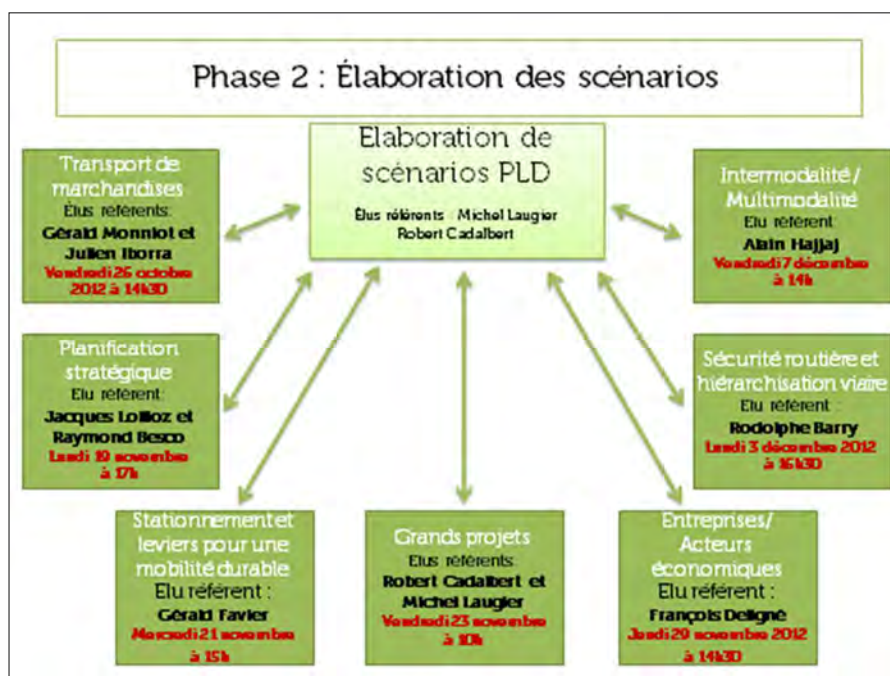 Phase 2 : Élaboration des scénarios
Elaboration de
scénarios PLD
Élus référents : Michel Laugier
Robert Cadalbert
Transport de
marchandises
Élus référents:
Gérald Monniot et
Julien Iborra
Vendredi 26 octobre
2012 à 14h30
Intermodalité /
Multimodalité
Elu référent
Alain Hajjaj
Vendredi 7 décembre
à 14h
Planification
stratégique
Elu référent :
Jacques Lollioz et
Raymond Besco
Lundi 19 novembre
à 17h
Sécurité routière et
hiérarchisation viaire
Elu référent :
Rodolphe Barry
Lundi 3 décembre 2012
à 16h30
Stationnement et
leviers pour une
mobilité durable
Elu référent :
Gérald Favier
Mercredi 21 novembre
à 15h
Grands projets
Elus référents:
Robert Cadalbert et
Michel Laugier
Vendredi 23 novembre
à 10h
Entreprises/
Acteurs
économiques
Elu référent :
François Deligné
Jeudi 29 novembre 2012
à 14h30